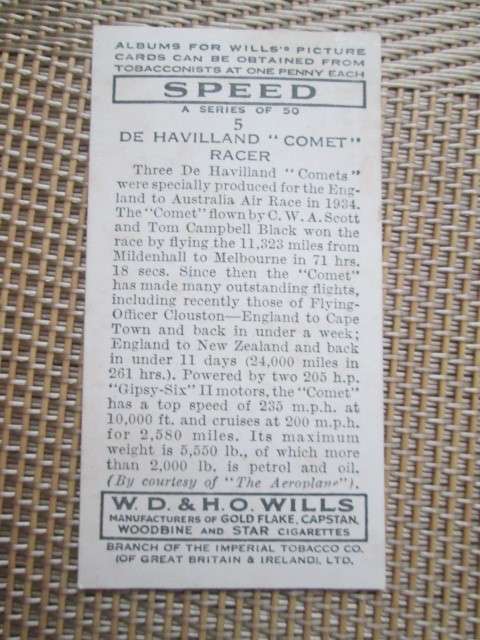 ALBUMS FOR WILLS'S PICTURE
CARDS CAN BE OBTAINED FROM
TOBACCONISTS AT ONE PENNY EACH
SPEED
A SERIES OF 50
5
DE HAVILLAND "COMET"
RACER
Three De Havilland "Comets"
were specially produced for the Eng-
land to Australia Air Race in 1934.
The "Comet" flown by C. W. A. Scott
and Tom Campbell Black won the
race by flying the 11,323 miles from
Mildenhall to Melbourne in 71 hrs.
18 secs. Since then the "Comet"
has made many outstanding flights,
including recently those of Flying-
Officer Clouston—England to Cape
Town and back in under a week;
England to New Zealand and back
in under 11 days (24,000 miles in
261 hrs.). Powered by two 205 h.p.
"Gipsy-Six" II motors, the "Comet"
has a top speed of 235 m.p.h. at
10,000 ft. and cruises at 200 m.p.h.
for 2,580 miles. Its maximum
weight is 5,550 lb., of which more
than 2,000 lb. is petrol and oil.
(By courtesy of "The Aeroplane").
W. D. & H. O. WILLS
MANUFACTURERS OF GOLD FLAKE, CAPSTAN,
WOODBINE AND STAR CIGARETTES
BRANCH OF THE IMPERIAL TOBACCO CO.
(OF GREAT BRITAIN & IRELAND), LTD.